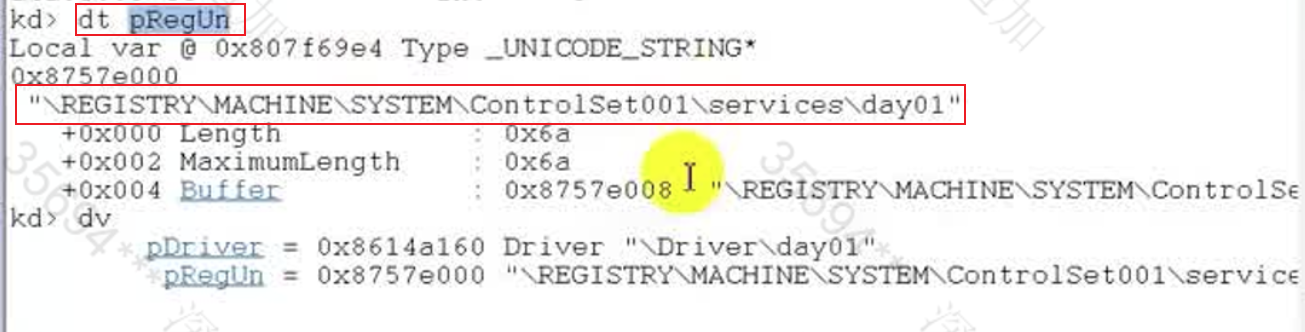 kd> dt pRegUn
Local var @ 0x807f69e4 Type _UNICODE_STRING*
0x8757e000
"\REGISTRY\MACHINE\SYSTEM\ControlSet001\services\day01"
+0x000 Length : 0x6a
+0x002 MaximumLength : 0x6a
+0x004 Buffer : 0x8757e008 "\REGISTRY\MACHINE\SYSTEM\ControlSe
kd> dv
pDriver = 0x8614a160 Driver "\Driver\day01"
pRegUn = 0x8757e000 "\REGISTRY\MACHINE\SYSTEM\ControlSet001\service